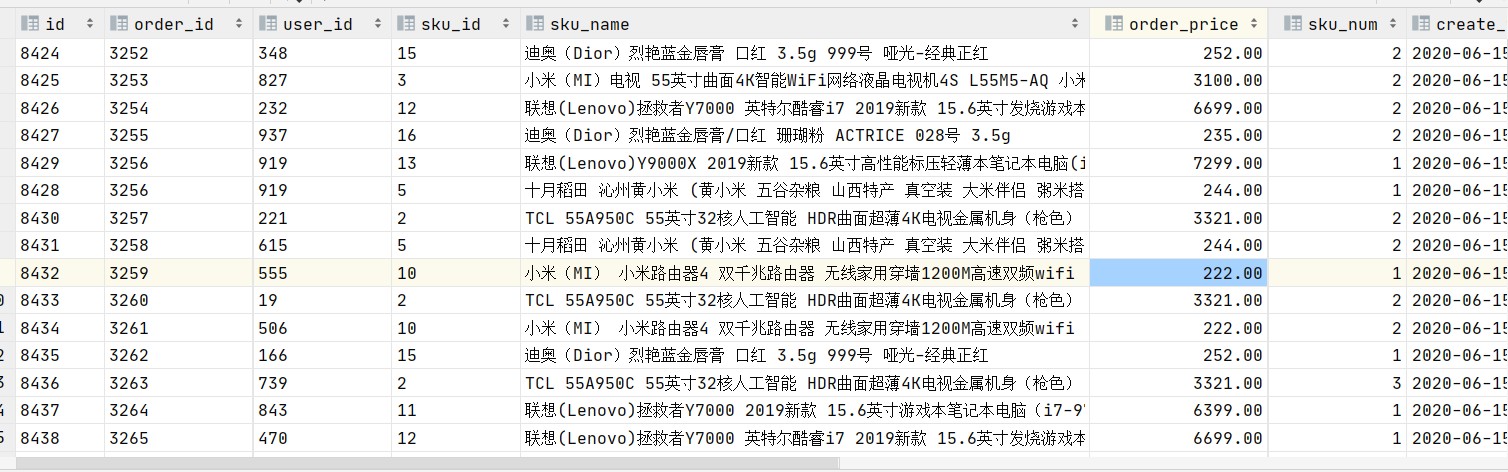 id order_id user_id sku_id sku_name order_price sku_num create_
8424 3252 348 15 迪奥（Dior）烈艳蓝金唇膏 口红 3.5g 999号 哑光-经典正红 252.00 2 2020-06-15
8425 3253 827 3 小米（MI）电视 55英寸曲面4K智能WiFi网络液晶电视机4S L55M5-AQ 小米 3100.00 2 2020-06-15
8426 3254 232 12 联想(Lenovo)拯救者Y7000 英特尔酷睿i7 2019新款 15.6英寸发烧游戏本 6699.00 2 2020-06-15
8427 3255 937 16 迪奥（Dior）烈艳蓝金唇膏/口红 珊瑚粉 ACTRICE 028号 3.5g 235.00 2 2020-06-15
8429 3256 919 13 联想(Lenovo)Y9000X 2019新款 15.6英寸高性能标压轻薄本笔记本电脑(i 7299.00 1 2020-06-15
8428 3256 919 5 十月稻田 沁州黄小米 (黄小米 五谷杂粮 山西特产 真空装 大米伴侣 粥米搭 244.00 1 2020-06-15
8430 3257 221 2 TCL 55A950C 55英寸32核人工智能 HDR曲面超薄4K电视金属机身（枪色） 3321.00 2 2020-06-15
8431 3258 615 5 十月稻田 沁州黄小米 (黄小米 五谷杂粮 山西特产 真空装 大米伴侣 粥米搭 244.00 2 2020-06-15
8432 3259 555 10 小米（MI） 小米路由器4 双千兆路由器 无线家用穿墙1200M高速双频wifi 222.00 1 2020-06-15
0 8433 3260 19 2 TCL 55A950C 55英寸32核人工智能 HDR曲面超薄4K电视金属机身（枪色） 3321.00 2 2020-06-15
1 8434 3261 506 10 小米（MI） 小米路由器4 双千兆路由器 无线家用穿墙1200M高速双频wifi 222.00 2 2020-06-15
2 8435 3262 166 15 迪奥（Dior）烈艳蓝金唇膏 口红 3.5g 999号 哑光-经典正红 252.00 1 2020-06-15
3 8436 3263 739 2 TCL 55A950C 55英寸32核人工智能 HDR曲面超薄4K电视金属机身（枪色） 3321.00 3 2020-06-15
4 8437 3264 843 11 联想(Lenovo)拯救者Y7000 2019新款 15.6英寸游戏本笔记本电脑（i7-9 6399.00 1 2020-06-15
5 8438 3265 470 12 联想(Lenovo)拯救者Y7000 英特尔酷睿i7 2019新款 15.6英寸发烧游戏本 6699.00 1 2020-06-15